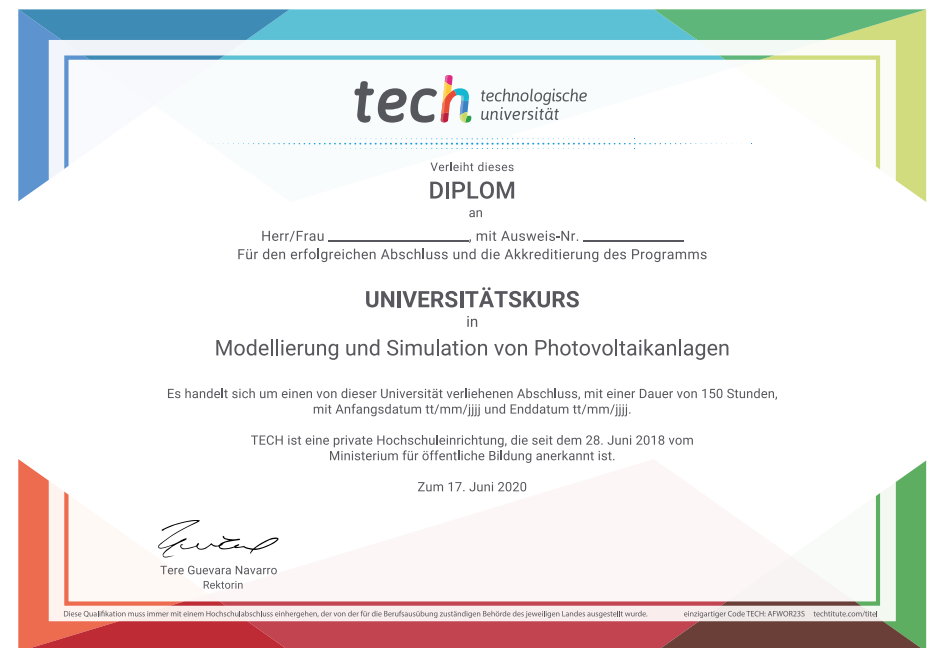 tech technologische
universität
Verleiht dieses
DIPLOM
an
Herr/Frau ____________________, mit Ausweis-Nr. ______________
Für den erfolgreichen Abschluss und die Akkreditierung des Programms
UNIVERSITÄTSKURS
in
Modellierung und Simulation von Photovoltaikanlagen
Es handelt sich um einen von dieser Universität verliehenen Abschluss, mit einer Dauer von 150 Stunden,
mit Anfangsdatum tt/mm/jjjj und Enddatum tt/mm/jjjj.
TECH ist eine private Hochschuleinrichtung, die seit dem 28. Juni 2018 vom
Ministerium für öffentliche Bildung anerkannt ist.
Zum 17. Juni 2020
Tere Guevara Navarro
Rektorin
Diese Qualifikation muss immer mit einem Hochschulabschluss einhergehen, der von der für die Berufsausübung zuständigen Behörde des jeweiligen Landes ausgestellt wurde. einzigartiger Code TECH: AFWOR23S techtitute.com/titel